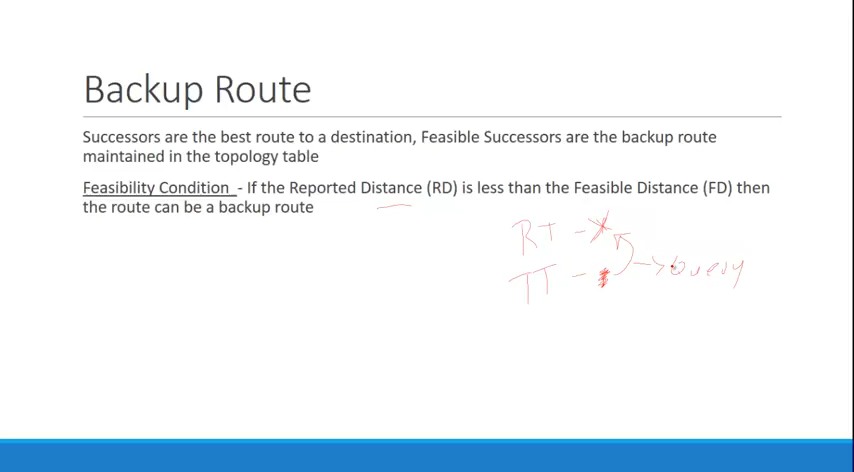 Backup Route
Successors are the best route to a destination, Feasible Successors are the backup route
maintained in the topology table
Feasibility Condition - If the Reported Distance (RD) is less than the Feasible Distance (FD) then
the route can be a backup route
RT -
TT - → Query